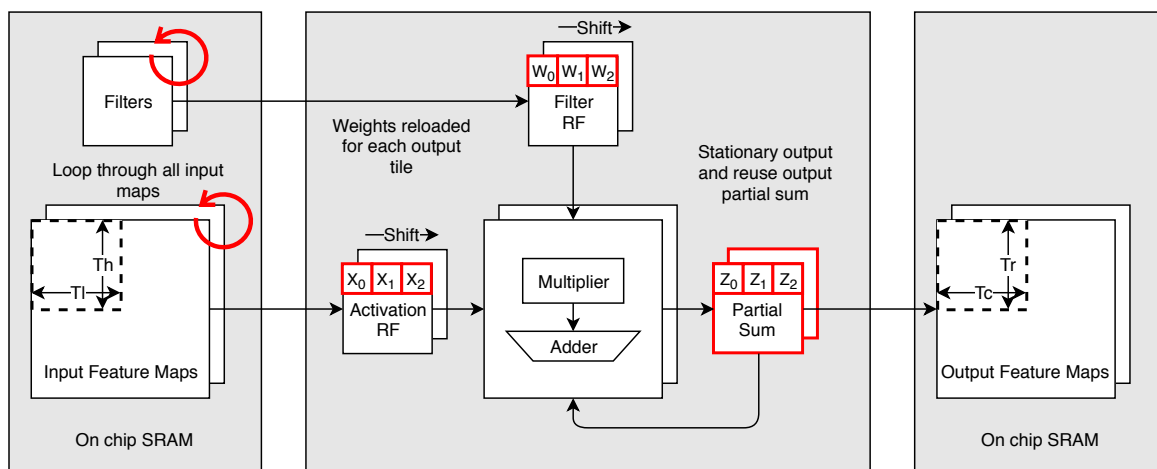 Filters
Loop through all input
maps
Th
Tl
Input Feature Maps
On chip SRAM
Shift
W0 W1 W2
Filter
RF
Weights reloaded
for each output
tile
Shift
X0 X1 X2
Activation
RF
Multiplier
Adder
Stationary output
and reuse output
partial sum
Z0 Z1 Z2
Partial
Sum
Tr
Tc
Output Feature Maps
On chip SRAM